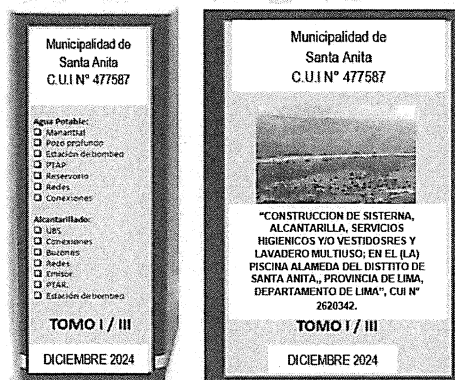 Municipalidad de
Santa Anita
C.U.I N° 477587
Agua Potable:
Manantial
Pozo profundo
Estación de bombeo
PTAP
Reservorio
Redes
Conexiones
Alcantarillado:
UBS
Conexiones
Buzones
Redes
Emisor
PTAR.
Estación de bombeo
TOMO I / III
DICIEMBRE 2024
Municipalidad de
Santa Anita
C.U.I N° 477587
"CONSTRUCCION DE SISTERNA,
ALCANTARILLA, SERVICIOS
HIGIENICOS Y/O VESTIDOSRES Y
LAVADERO MULTIUSO; EN EL (LA)
PISCINA ALAMEDA DEL DISTTITO DE
SANTA ANITA,, PROVINCIA DE LIMA,
DEPARTAMENTO DE LIMA", CUI N°
2620342.
TOMO I / III
DICIEMBRE 2024